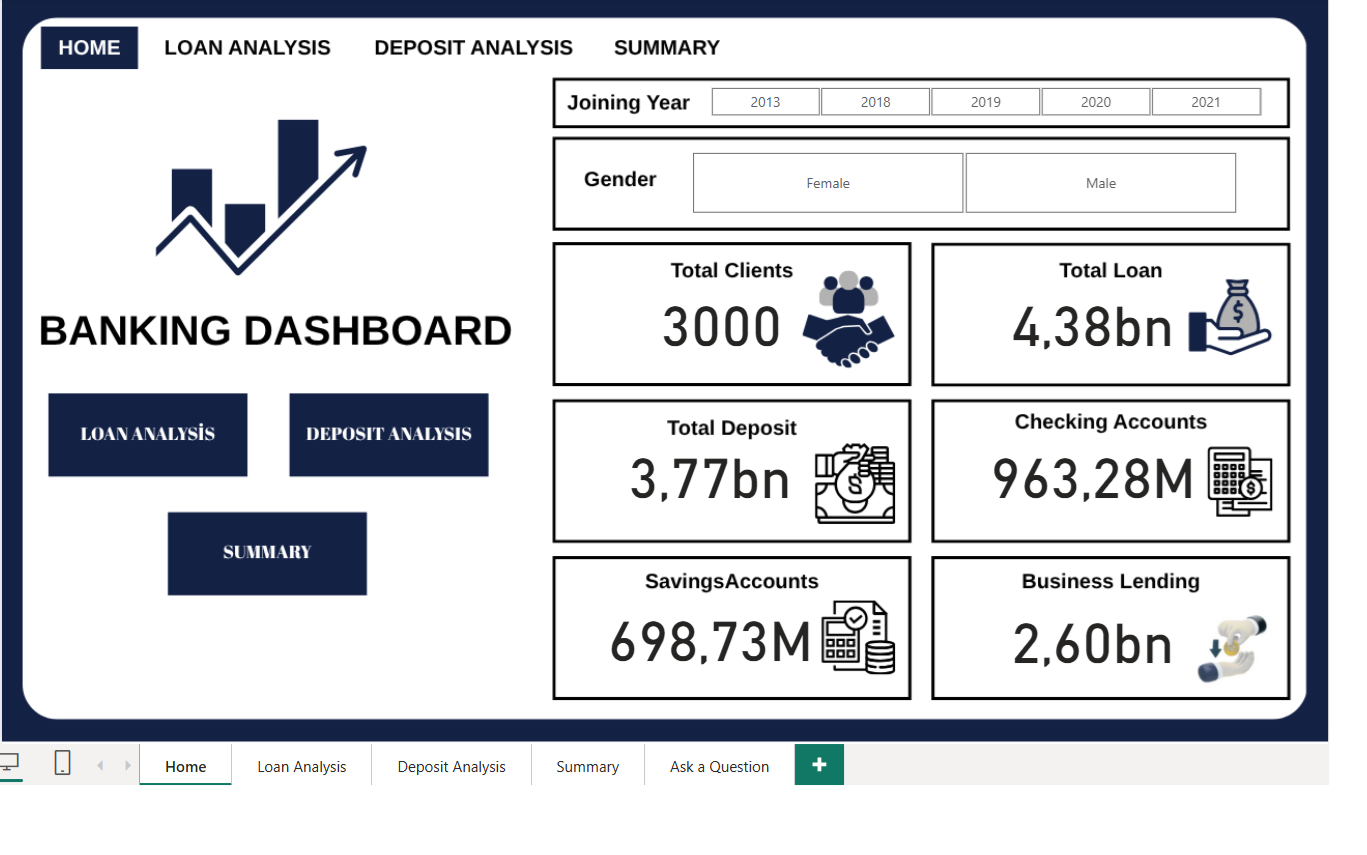 HOME LOAN ANALYSIS DEPOSIT ANALYSIS SUMMARY
Joining Year 2013 2018 2019 2020 2021
Gender Female Male
BANKING DASHBOARD
LOAN ANALYSİS DEPOSIT ANALYSIS
SUMMARY
Total Clients
3000
Total Loan
4,38bn
Total Deposit
3,77bn
Checking Accounts
963,28M
SavingsAccounts
698,73M
Business Lending
2,60bn
Home Loan Analysis Deposit Analysis Summary Ask a Question +